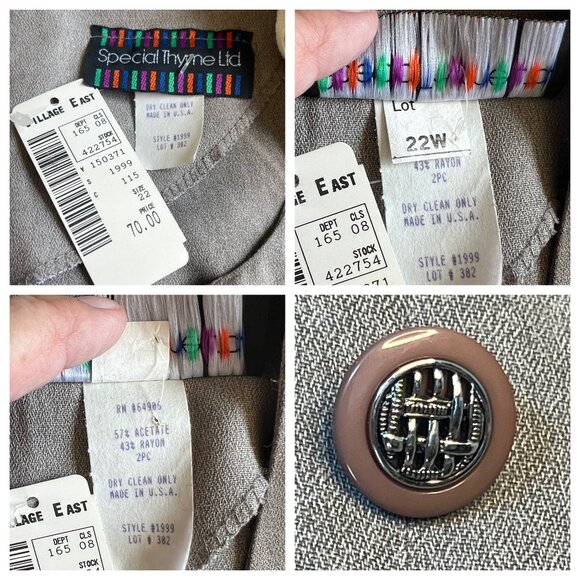 Special Thyme Ltd.
DRY CLEAN ONLY
MADE IN U.S.A.
STYLE #1999
LOT # 382
VILLAGE EAST
DEPT CLS
165 08
STOCK
422754
V 150371
S 1999
C 115
SIZE
22
PRICE
70.00
Lot
22W
43% RAYON
2PC
DRY CLEAN ONLY
MADE IN U.S.A.
STYLE #1999
LOT # 382
LAGE EAST
DEPT CLS
165 08
STOCK
422754
RN #64906
57% ACETATE
43% RAYON
2PC
DRY CLEAN ONLY
MADE IN U.S.A.
STYLE #1999
LOT # 382
LLAGE EAST
DEPT CLS
165 08
STOCK